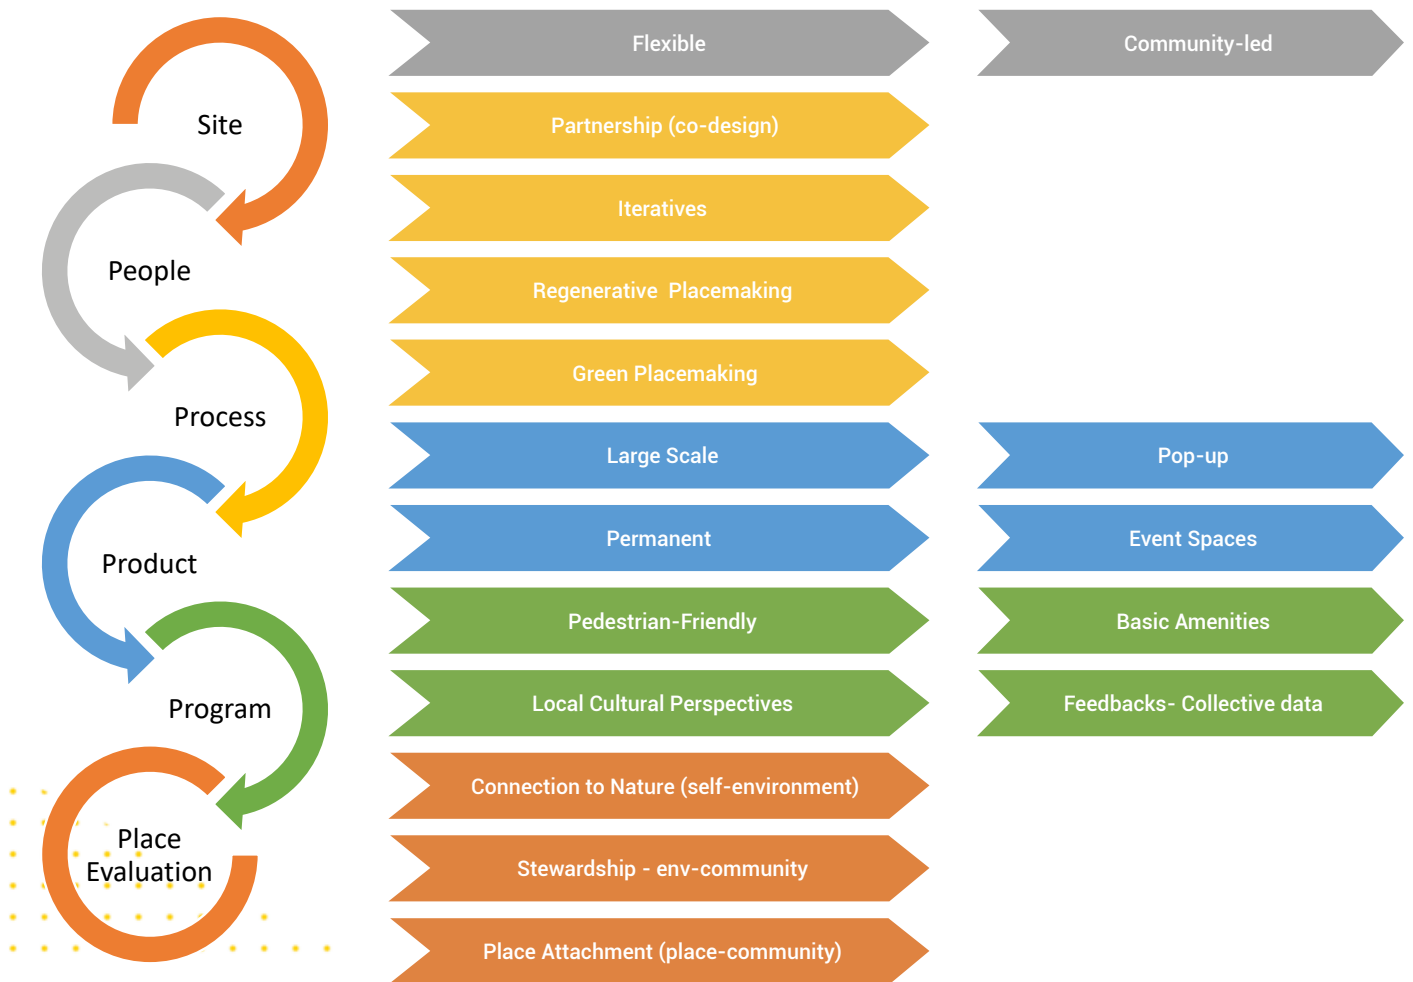 Site
People
Process
Product
Program
Place
Evaluation
Flexible
Community-led
Partnership (co-design)
Iteratives
Regenerative  Placemaking
Green Placemaking
Large Scale
Pop-up
Permanent
Event Spaces
Pedestrian-Friendly
Basic Amenities
Local Cultural Perspectives
Feedbacks- Collective data
Connection to Nature (self-environment)
Stewardship - env-community
Place Attachment (place-community)